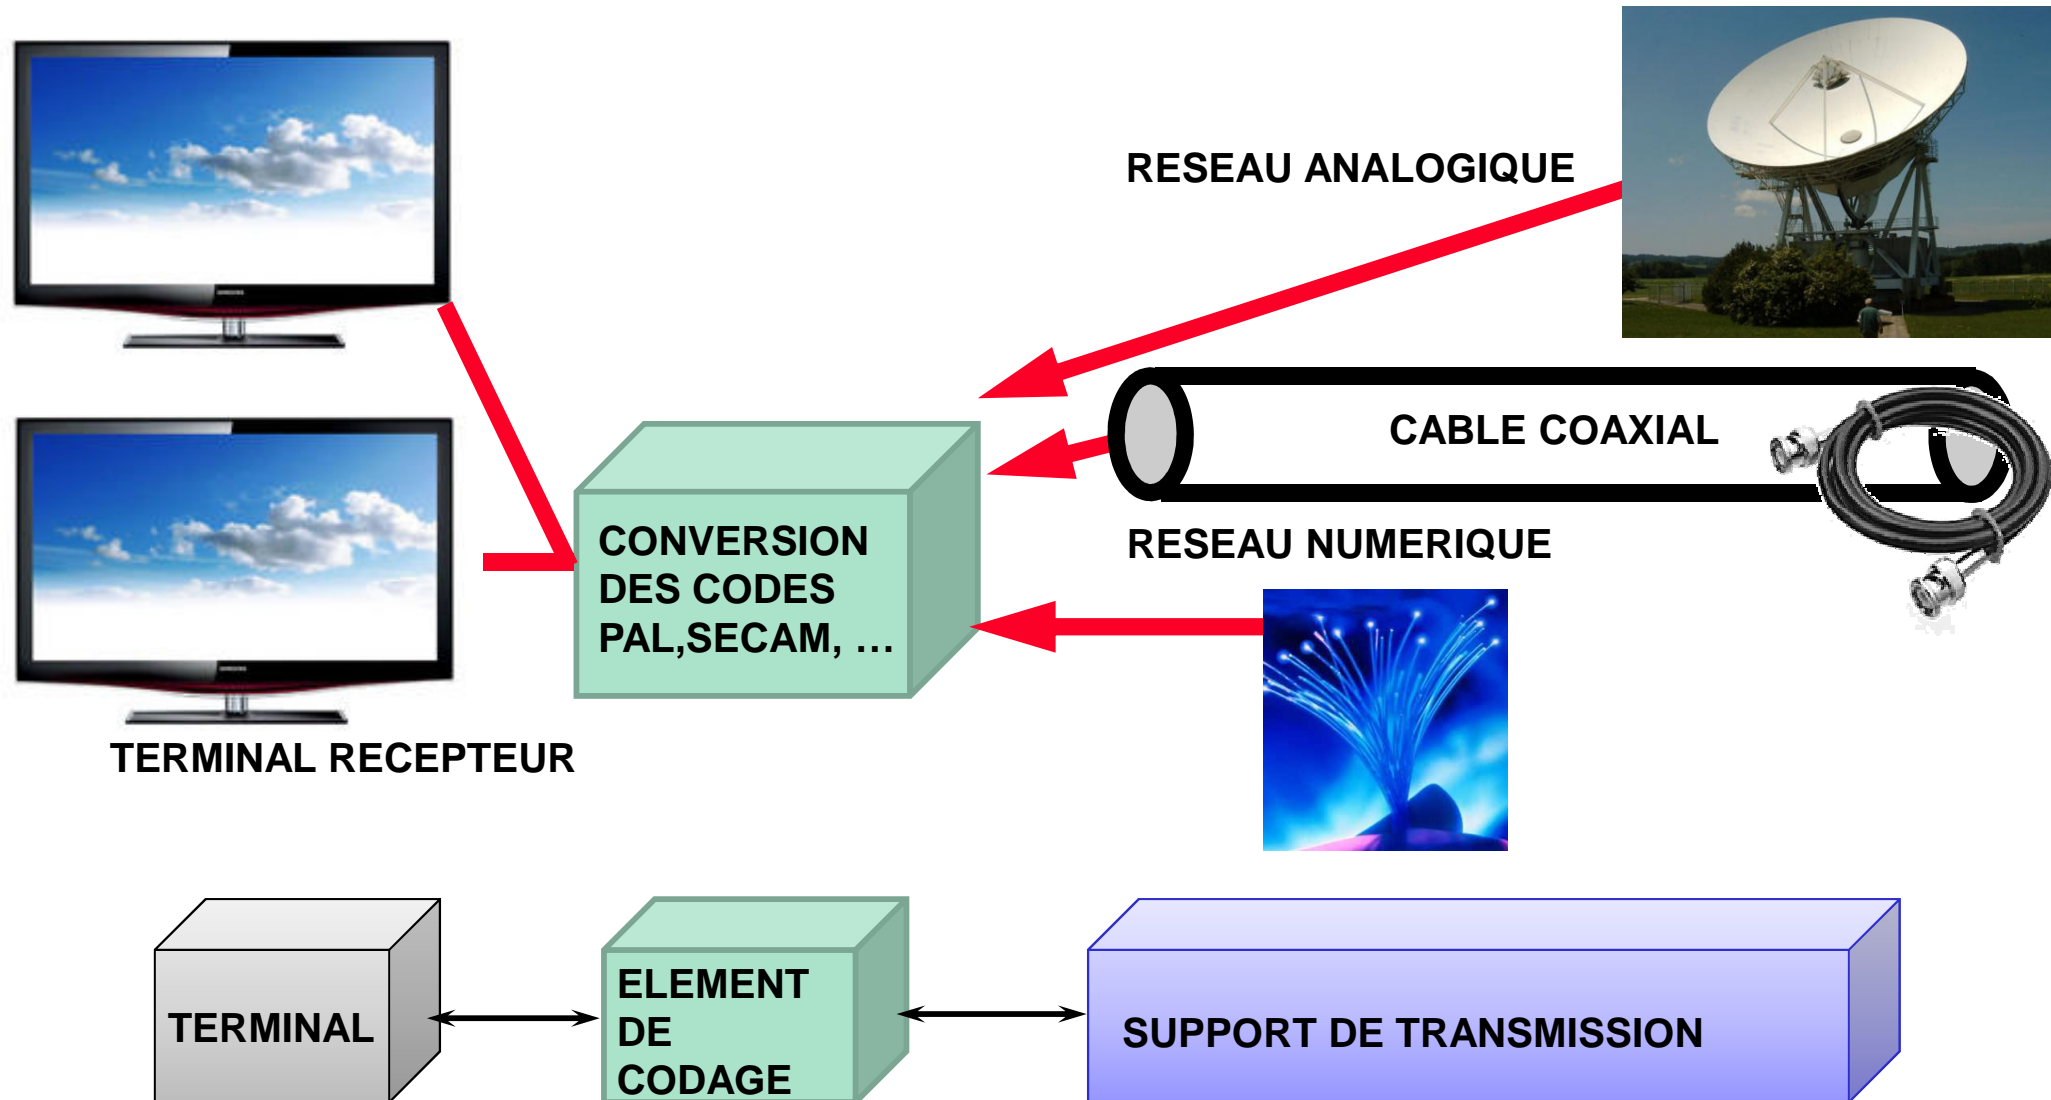 RESEAU ANALOGIQUE
CABLE COAXIAL
RESEAU NUMERIQUE
CONVERSION
DES CODES
PAL,SECAM, …
TERMINAL RECEPTEUR
TERMINAL
ELEMENT
DE
CODAGE
SUPPORT DE TRANSMISSION